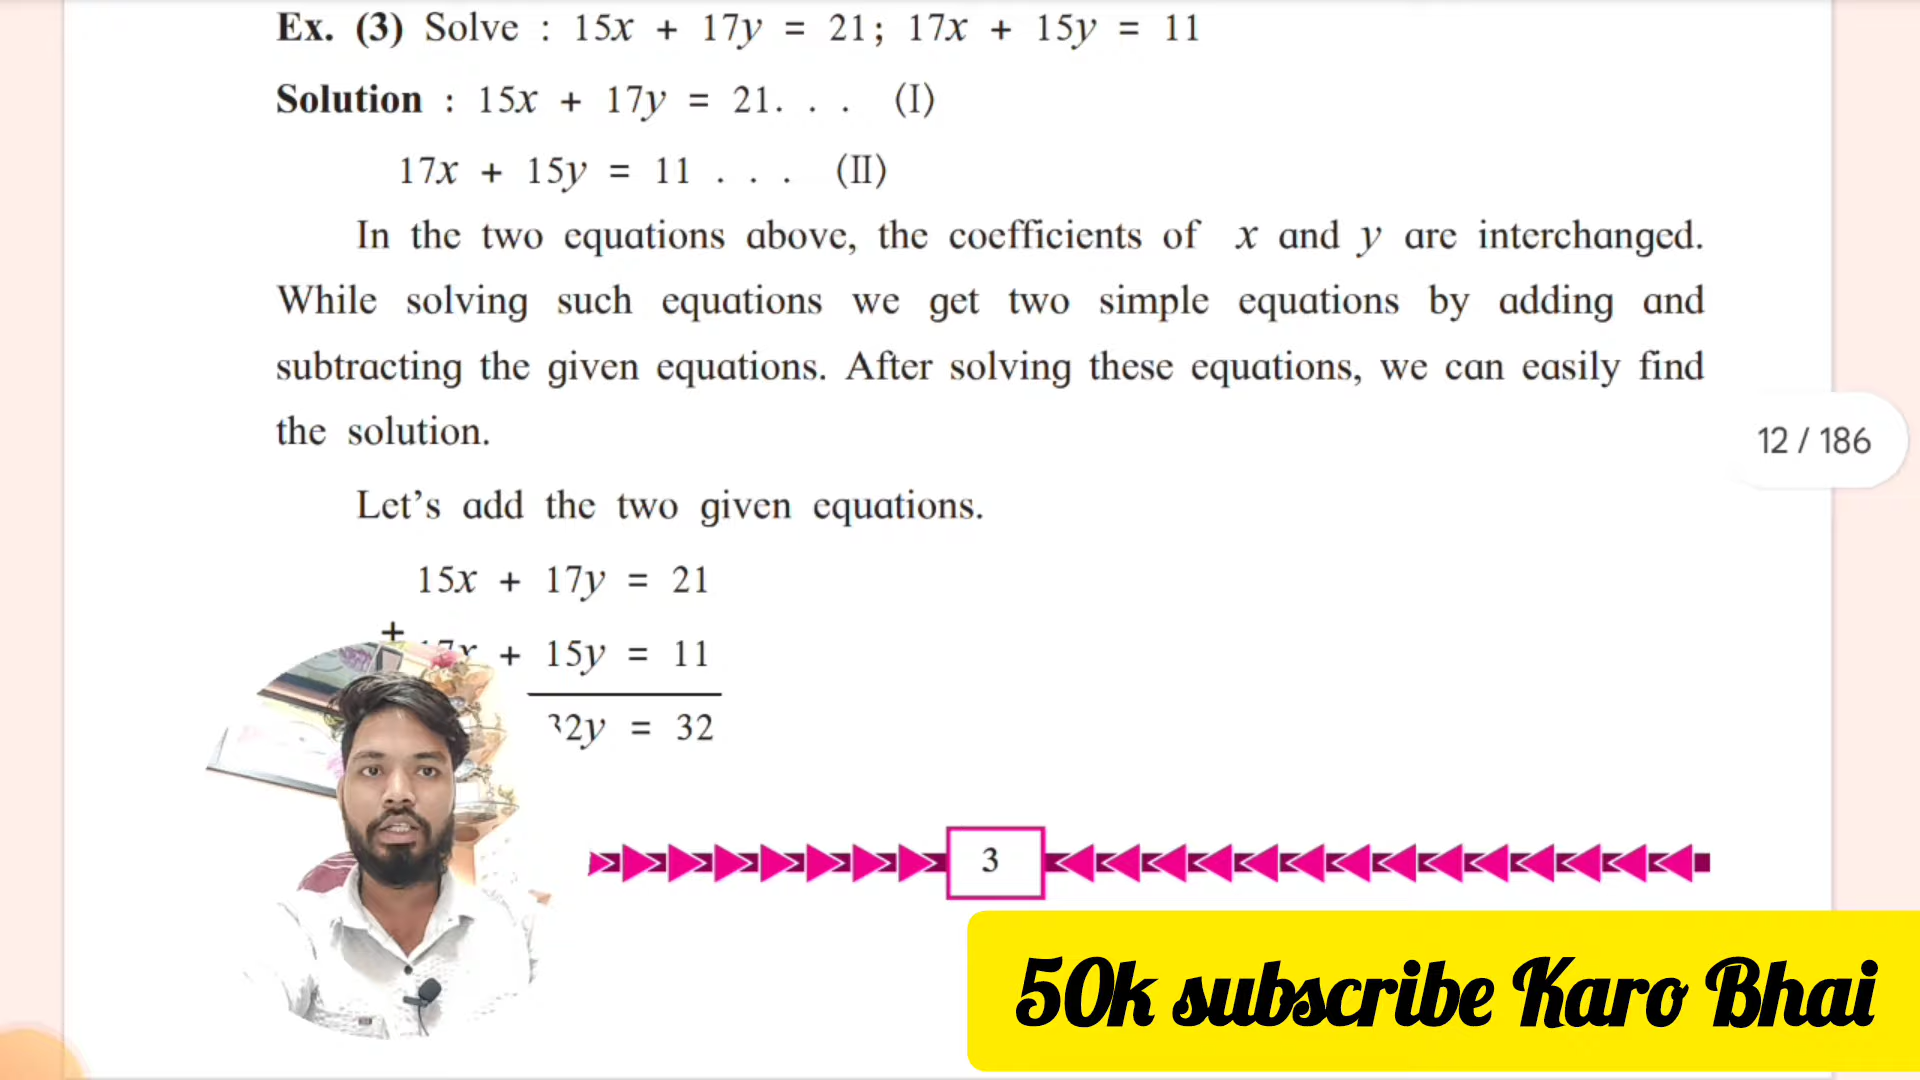 Ex. (3) Solve : 15x + 17y = 21; 17x + 15y = 11
Solution : 15x + 17y = 21. . . (I)
17x + 15y = 11 . . . (II)
In the two equations above, the coefficients of x and y are interchanged.
While solving such equations we get two simple equations by adding and
subtracting the given equations. After solving these equations, we can easily find
the solution.
12 / 186
Let's add the two given equations.
15x + 17y = 21
+
+ 15y = 11
32y = 32
3
50k subscribe Karo Bhai